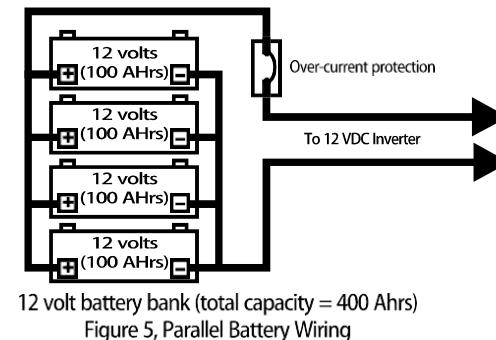 12 volts
+ (100 AHrs) −
12 volts
+ (100 AHrs) −
12 volts
+ (100 AHrs) −
12 volts
+ (100 AHrs) −
Over-current protection
To 12 VDC Inverter
12 volt battery bank (total capacity = 400 Ahrs)
Figure 5, Parallel Battery Wiring